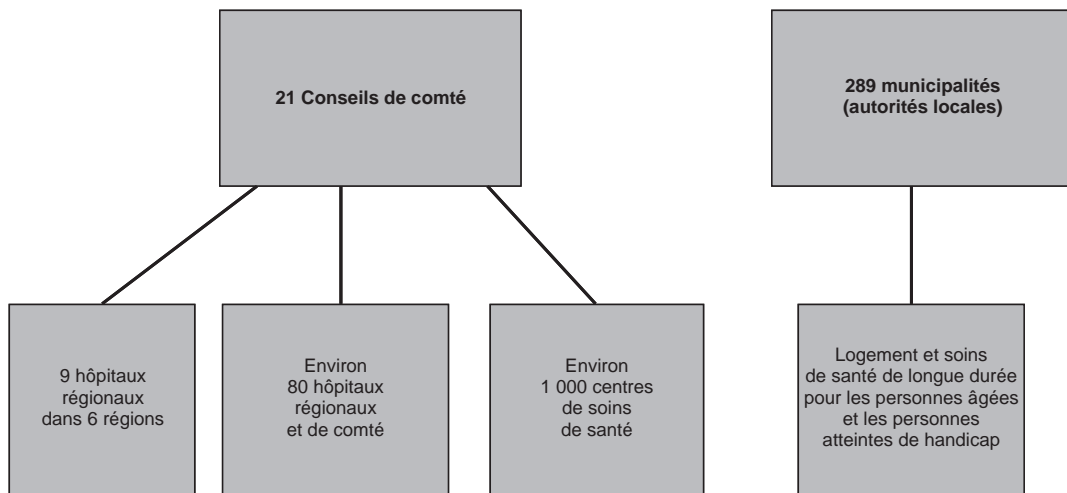 21 Conseils de comté
289 municipalités
(autorités locales)
9 hôpitaux
régionaux
dans 6 régions
Environ
80 hôpitaux
régionaux
et de comté
Environ
1 000 centres
de soins
de santé
Logement et soins
de santé de longue durée
pour les personnes âgées
et les personnes
atteintes de handicap